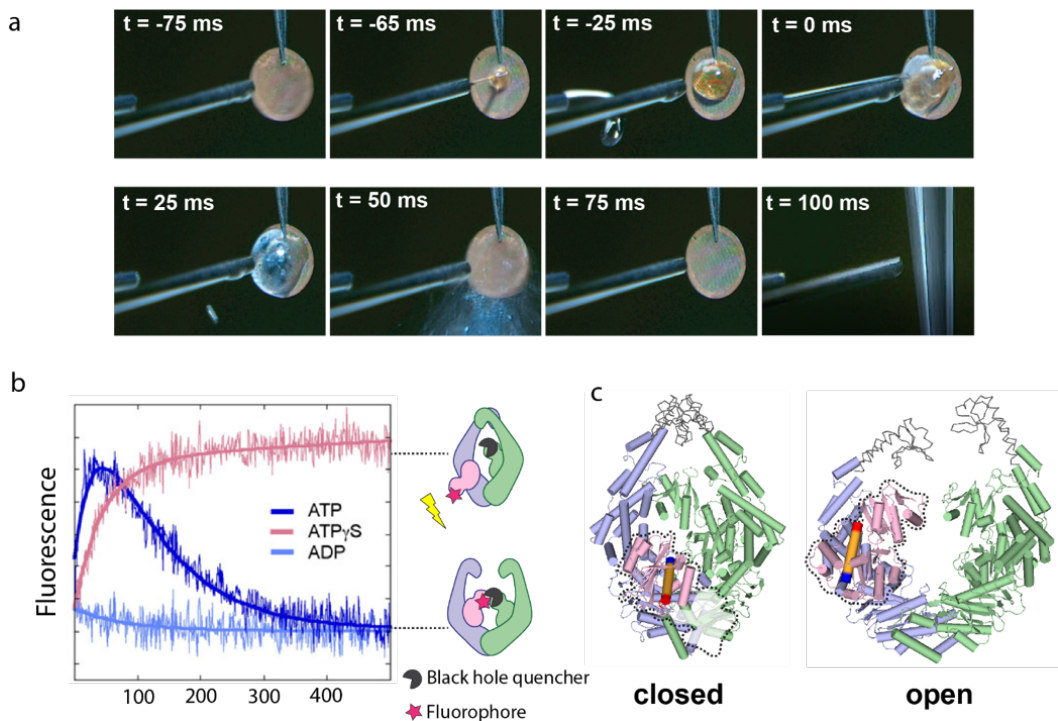 a
t = -75 ms
t = -65 ms
t = -25 ms
t = 0 ms
t = 25 ms
t = 50 ms
t = 75 ms
t = 100 ms
b
Fluorescence
ATP
ATPγS
ADP
100 200 300 400
Black hole quencher
Fluorophore
c
closed
open